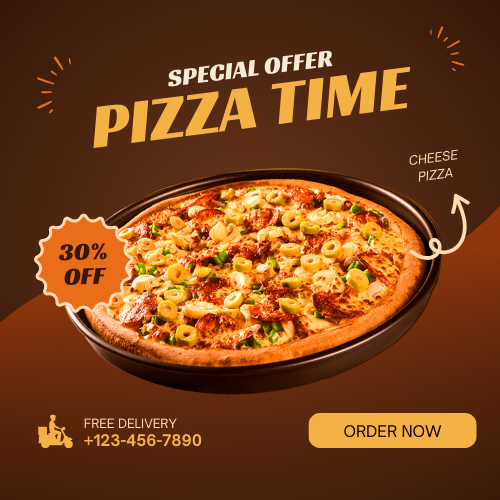 SPECIAL OFFER
PIZZA TIME
CHEESE
PIZZA
30%
OFF
FREE DELIVERY
+123-456-7890
ORDER NOW